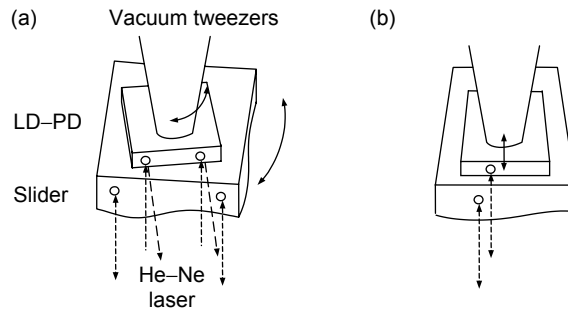 (a)
Vacuum tweezers
(b)
LD–PD
Slider
He–Ne
laser